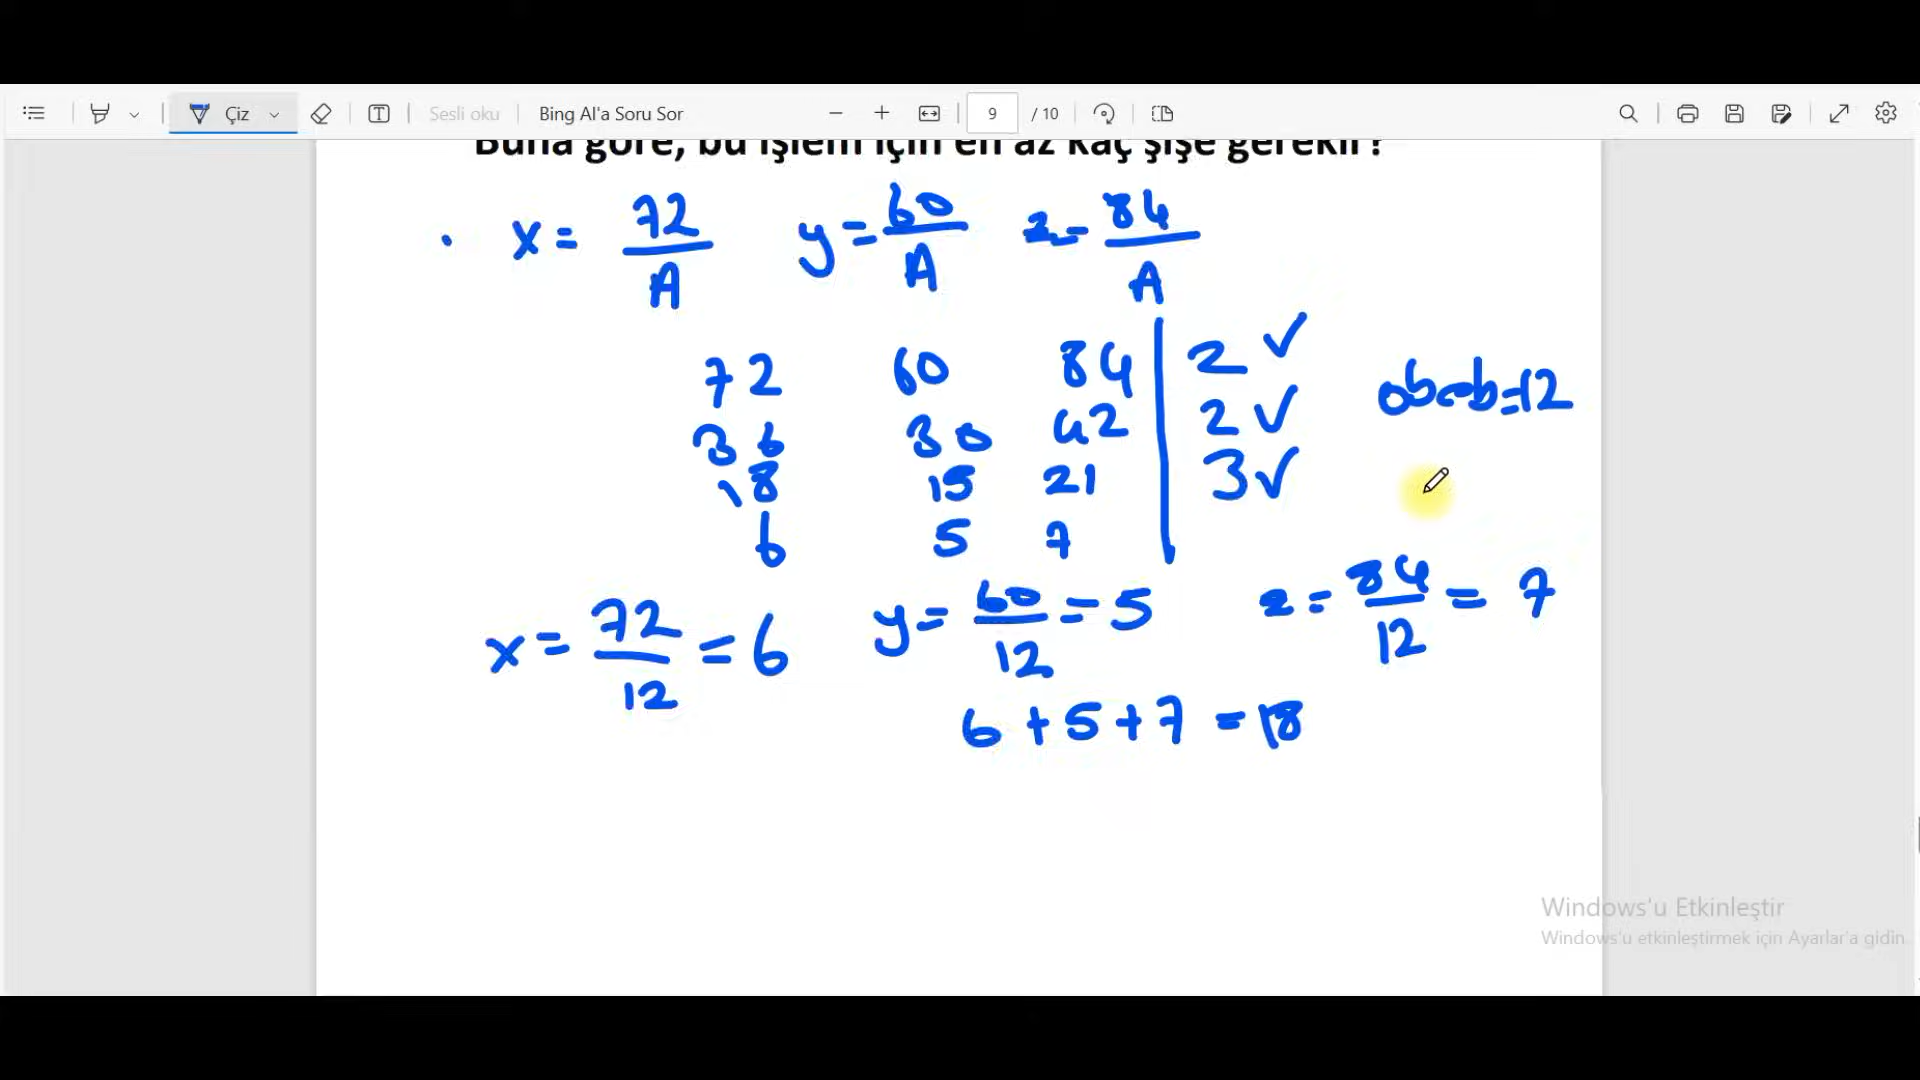 Çiz
Sesli oku
Bing Al'a Soru Sor
9 / 10
Buna göre, bu işlem için en az kaç şişe gerekir?
x = 72/A y = 60/A z = 84/A
72 60 84 | 2 ✓
36 30 42 | 2 ✓
obeb=12
18 15 21 | 3 ✓
6 5 7
x = 72/12 = 6 y = 60/12 = 5 z = 84/12 = 7
6 + 5 + 7 = 18
Windows'u Etkinleştir
Windows'u etkinleştirmek için Ayarlar'a gidin